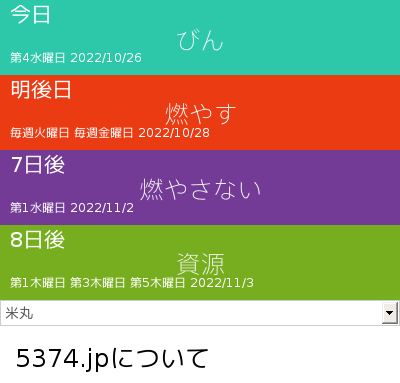 今日
びん
第4水曜日 2022/10/26
明後日
燃やす
毎週火曜日 毎週金曜日 2022/10/28
7日後
燃やさない
第1水曜日 2022/11/2
8日後
資源
第1木曜日 第3木曜日 第5木曜日 2022/11/3
米丸
5374.jpについて